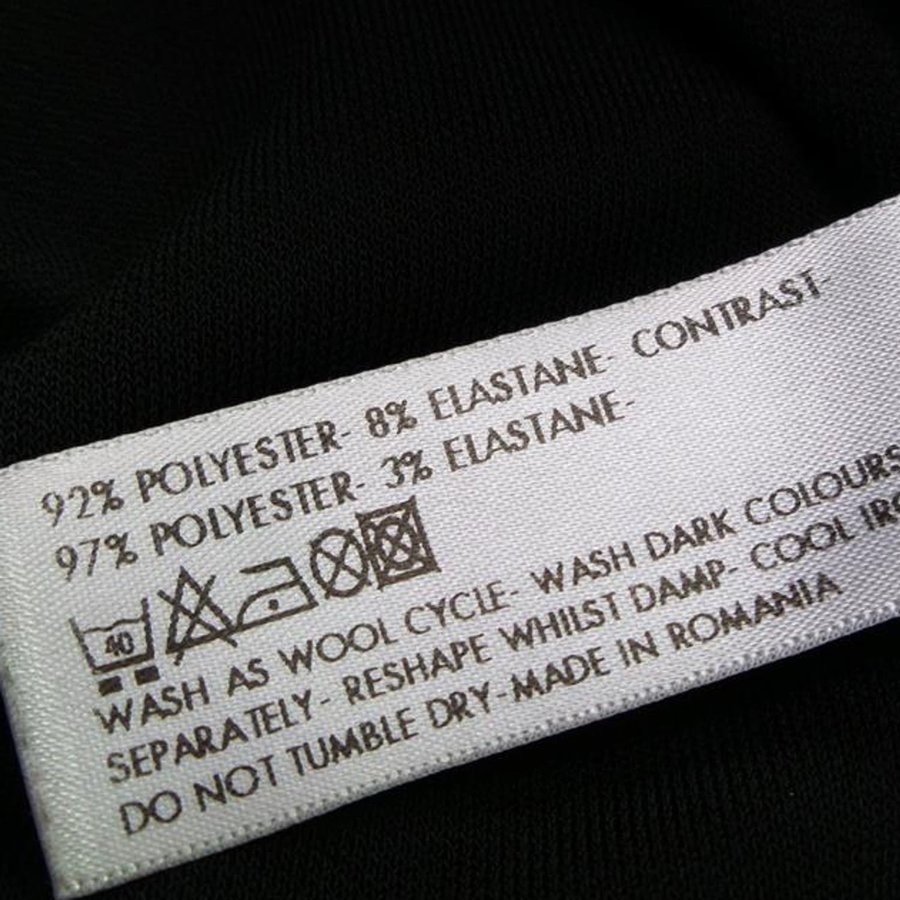 92% POLYESTER- 8% ELASTANE- CONTRAST-
97% POLYESTER- 3% ELASTANE-
40
WASH AS WOOL CYCLE- WASH DARK COLOURS
SEPARATELY- RESHAPE WHILST DAMP- COOL
DO NOT TUMBLE DRY-MADE IN ROMANIA